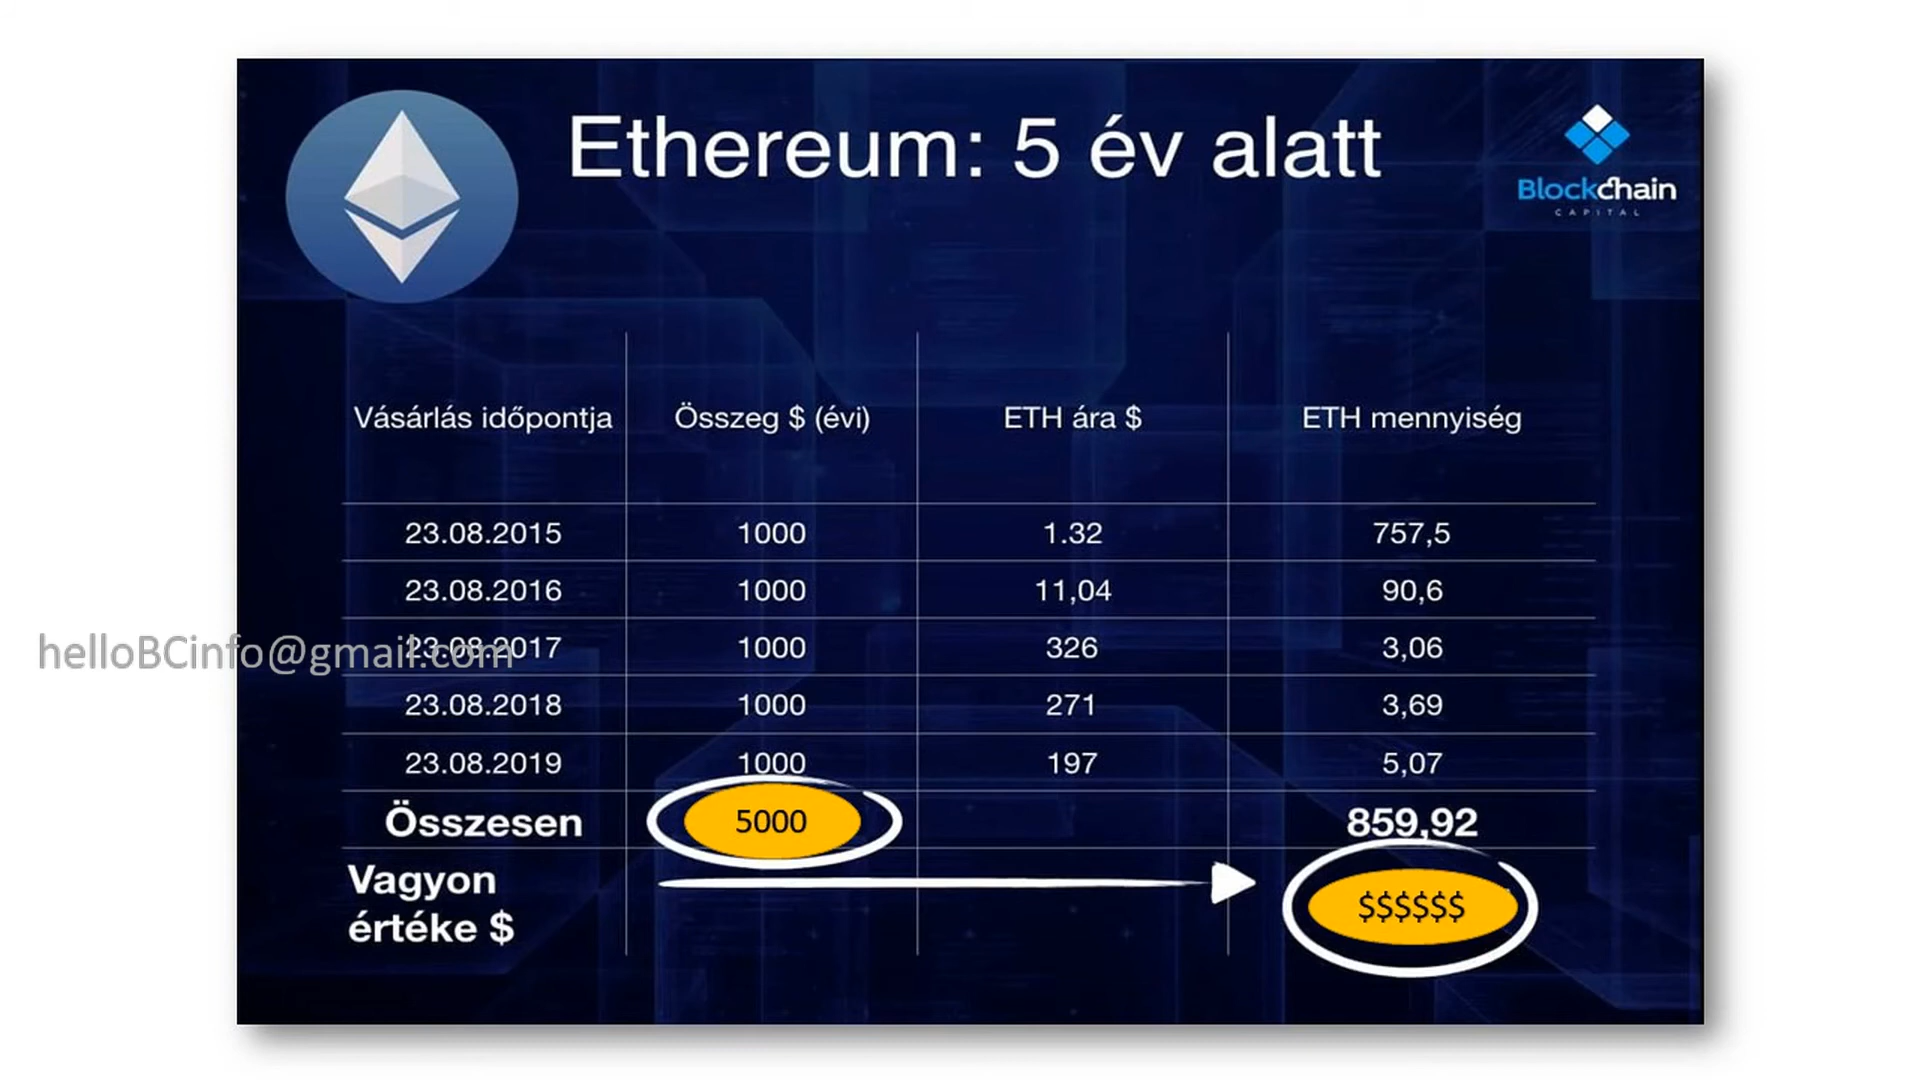 Ethereum: 5 év alatt
Blockchain
CAPITAL
Vásárlás időpontja Összeg $ (évi) ETH ára $ ETH mennyiség
23.08.2015 1000 1.32 757,5
23.08.2016 1000 11,04 90,6
helloBCinfo@gmail.com
23.08.2017 1000 326 3,06
23.08.2018 1000 271 3,69
23.08.2019 1000 197 5,07
Összesen 5000 859,92
Vagyon
értéke $ $$$$$$